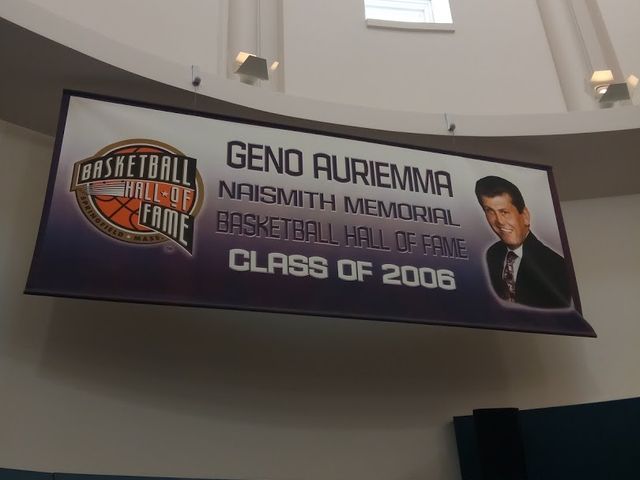 BASKETBALL
HALL OF
FAME
SPRINGFIELD • MASS
GENO AURIEMMA
NAISMITH MEMORIAL
BASKETBALL HALL OF FAME
CLASS OF 2006